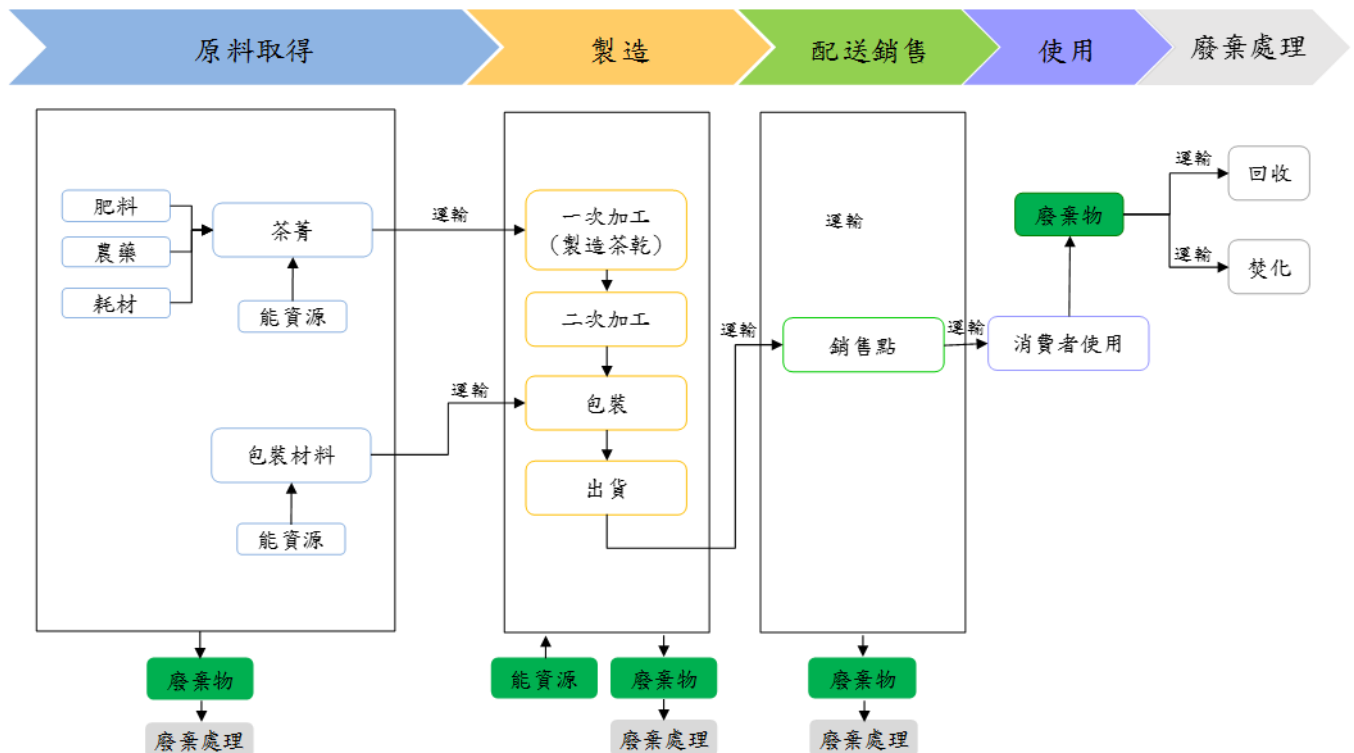 原料取得
製造
配送銷售
使用
廢棄處理
肥料
農藥
耗材
茶菁
能資源
運輸
包裝材料
能資源
運輸
一次加工
（製造茶乾）
二次加工
包裝
出貨
運輸
運輸
銷售點
運輸
消費者使用
廢棄物
運輸
回收
運輸
焚化
廢棄物
廢棄處理
能資源
廢棄物
廢棄處理
廢棄物
廢棄處理